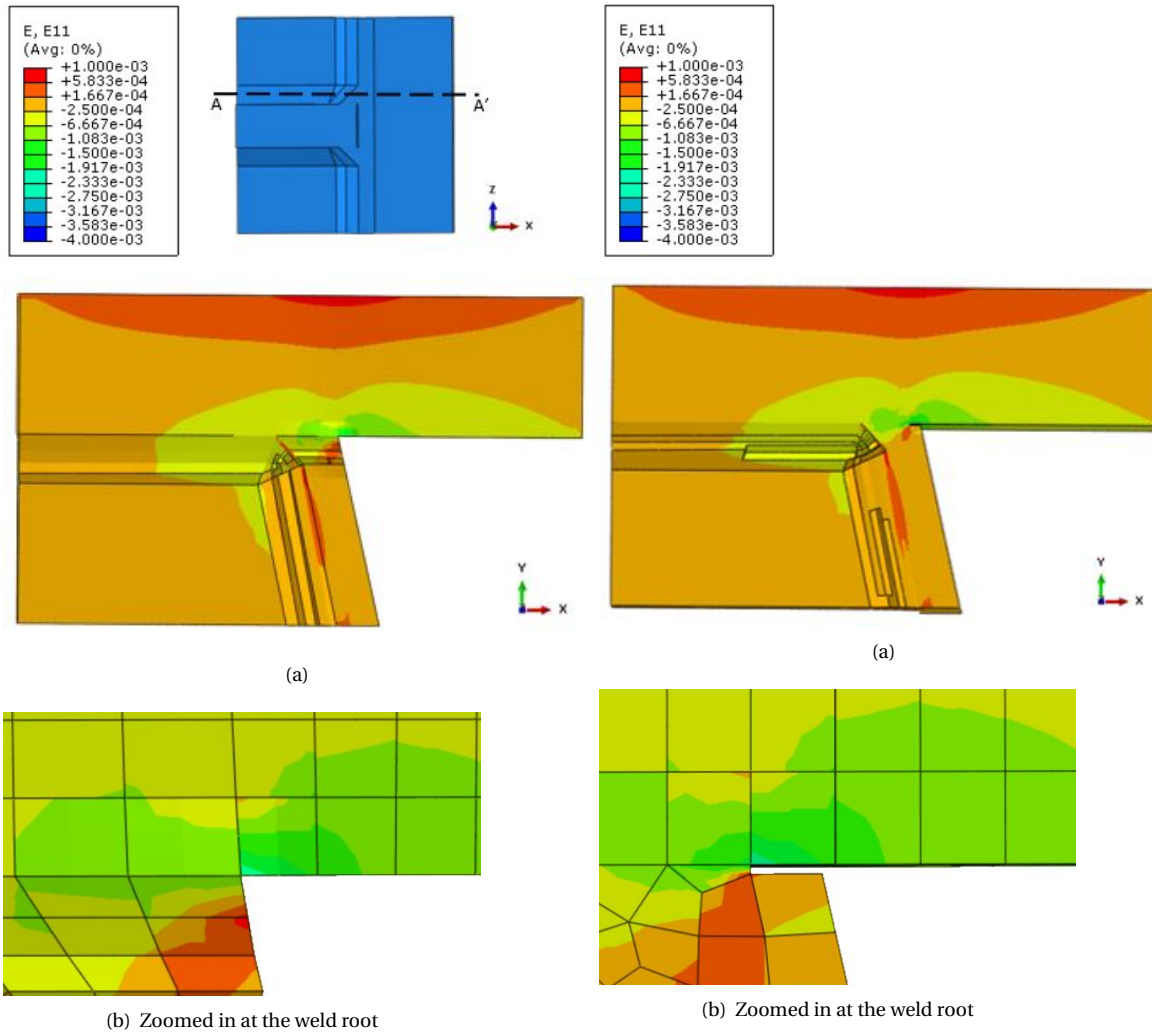 E, E11
(Avg: 0%)
+1.000e-03
+5.833e-04
+1.667e-04
-2.500e-04
-6.667e-04
-1.083e-03
-1.500e-03
-1.917e-03
-2.333e-03
-2.750e-03
-3.167e-03
-3.583e-03
-4.000e-03
A
A'
Z
X
Y
X
(a)
(b) Zoomed in at the weld root
E, E11
(Avg: 0%)
+1.000e-03
+5.833e-04
+1.667e-04
-2.500e-04
-6.667e-04
-1.083e-03
-1.500e-03
-1.917e-03
-2.333e-03
-2.750e-03
-3.167e-03
-3.583e-03
-4.000e-03
Y
X
(a)
(b) Zoomed in at the weld root